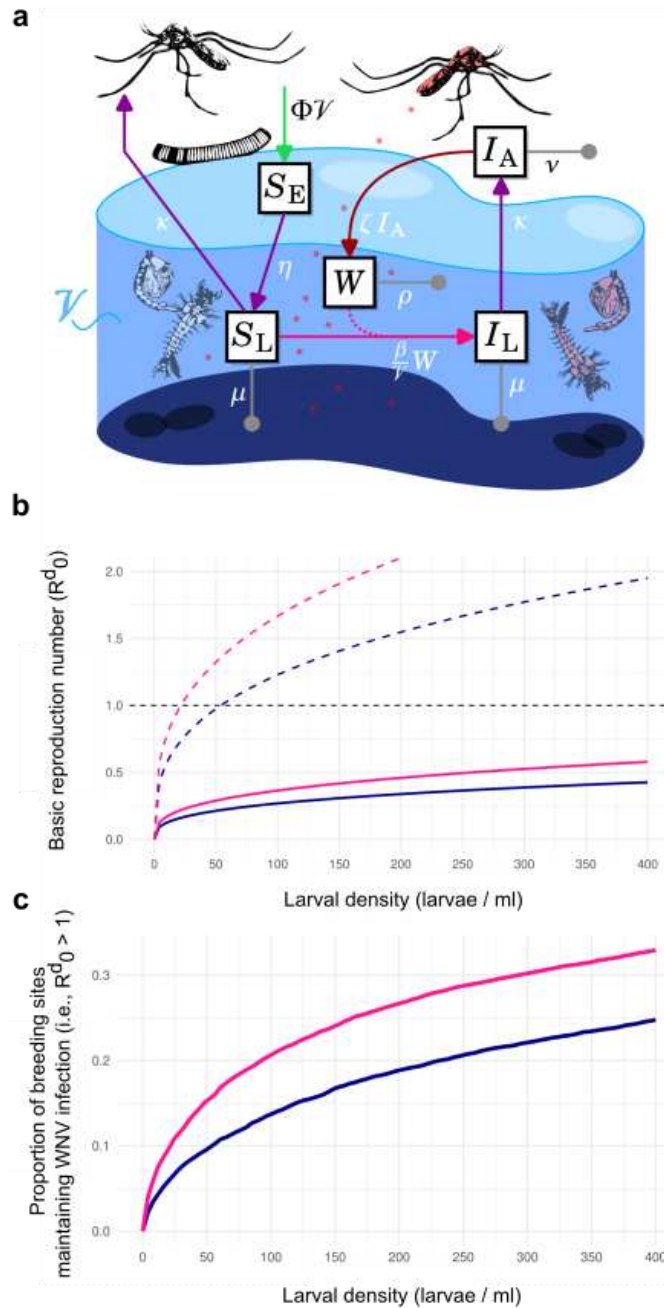 a
Φ𝒱
S_E
I_A
ν
κ
ζ I_A
κ
η
W
ρ
𝒱
S_L
I_L
β/𝒱 W
μ
μ
b
Basic reproduction number (R^d_0)
2.0
1.5
1.0
0.5
0.0
0 50 100 150 200 250 300 350 400
Larval density (larvae / ml)
c
Proportion of breeding sites
maintaining WNV infection (i.e., R^d_0 > 1)
0.3
0.2
0.1
0.0
0 50 100 150 200 250 300 350 400
Larval density (larvae / ml)